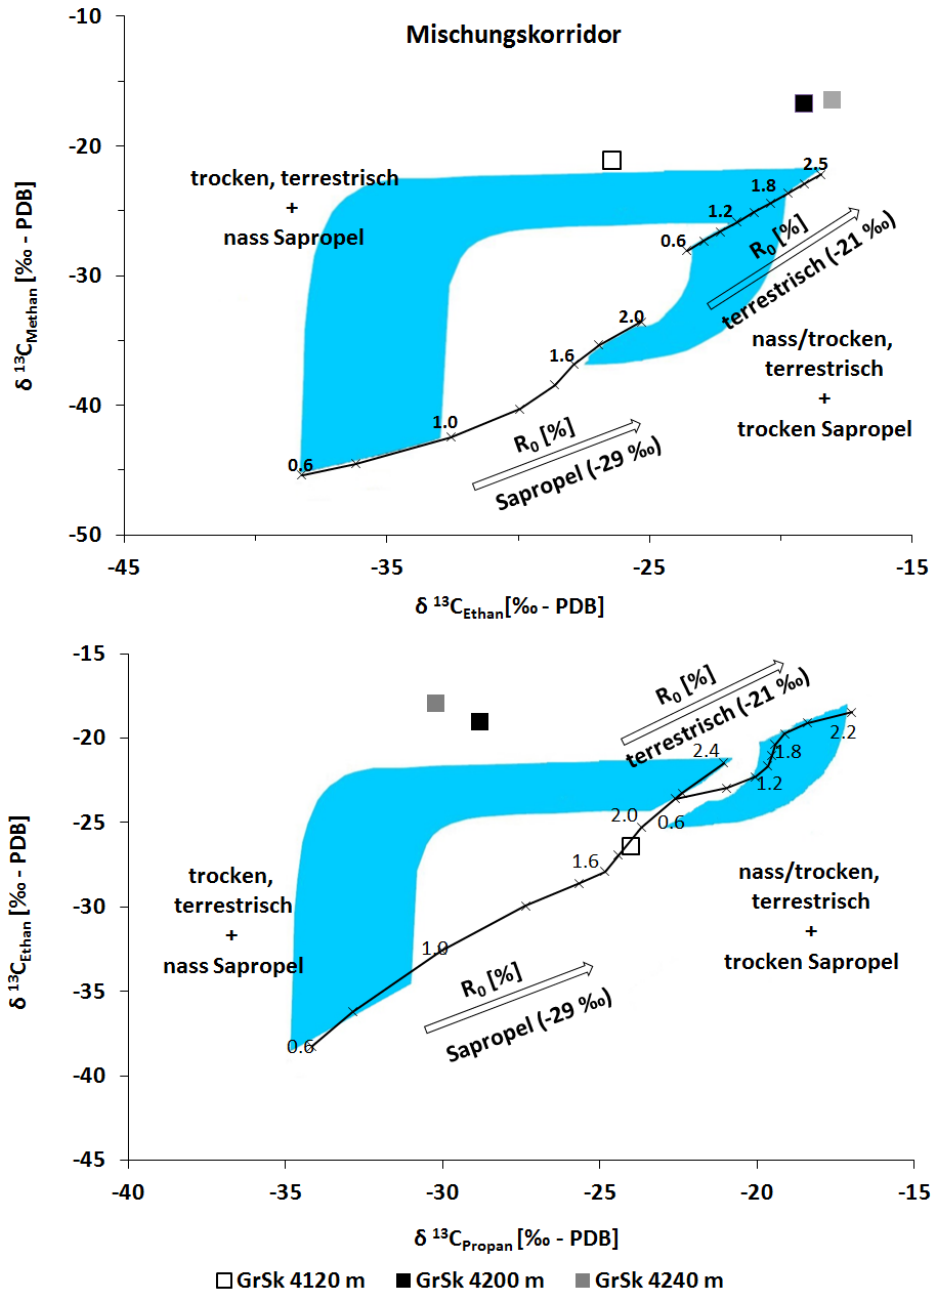 Mischungskorridor
-10
-20
-30
-40
-50
δ ¹³C_Methan [‰ - PDB]
trocken, terrestrisch
+
nass Sapropel
2.5
1.8
1.2
0.6
R₀ [%]
terrestrisch (-21 ‰)
2.0
1.6
1.0
0.6
R₀ [%]
Sapropel (-29 ‰)
nass/trocken,
terrestrisch
+
trocken Sapropel
-45
-35
-25
-15
δ ¹³C_Ethan [‰ - PDB]
-15
-20
-25
-30
-35
-40
-45
δ ¹³C_Ethan [‰ - PDB]
R₀ [%]
terrestrisch (-21 ‰)
2.4
2.2
1.8
1.2
0.6
2.0
1.6
1.0
0.6
trocken,
terrestrisch
+
nass Sapropel
R₀ [%]
Sapropel (-29 ‰)
nass/trocken,
terrestrisch
+
trocken Sapropel
-40
-35
-30
-25
-20
-15
δ ¹³C_Propan [‰ - PDB]
GrSk 4120 m
GrSk 4200 m
GrSk 4240 m